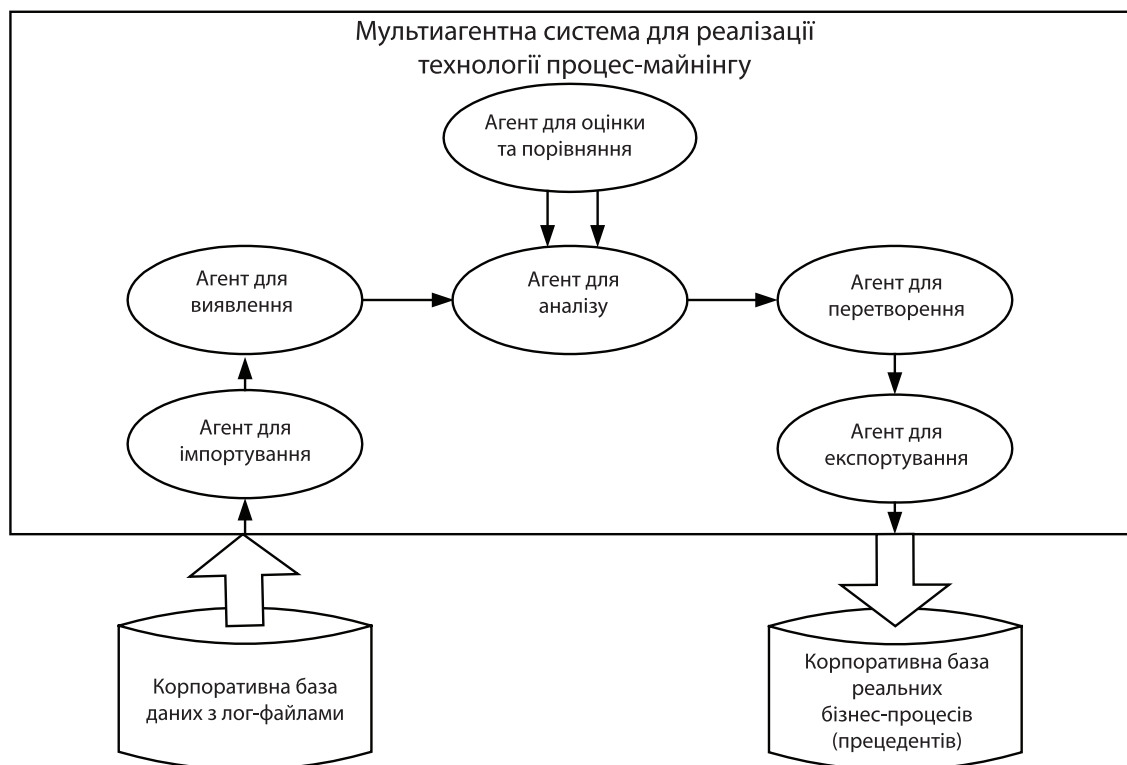 Мультиагентна система для реалізації
технології процес-майнінгу
Агент для оцінки
та порівняння
Агент для
виявлення
Агент для
аналізу
Агент для
перетворення
Агент для
імпортування
Агент для
експортування
Корпоративна база
даних з лог-файлами
Корпоративна база
реальних
бізнес-процесів
(прецедентів)